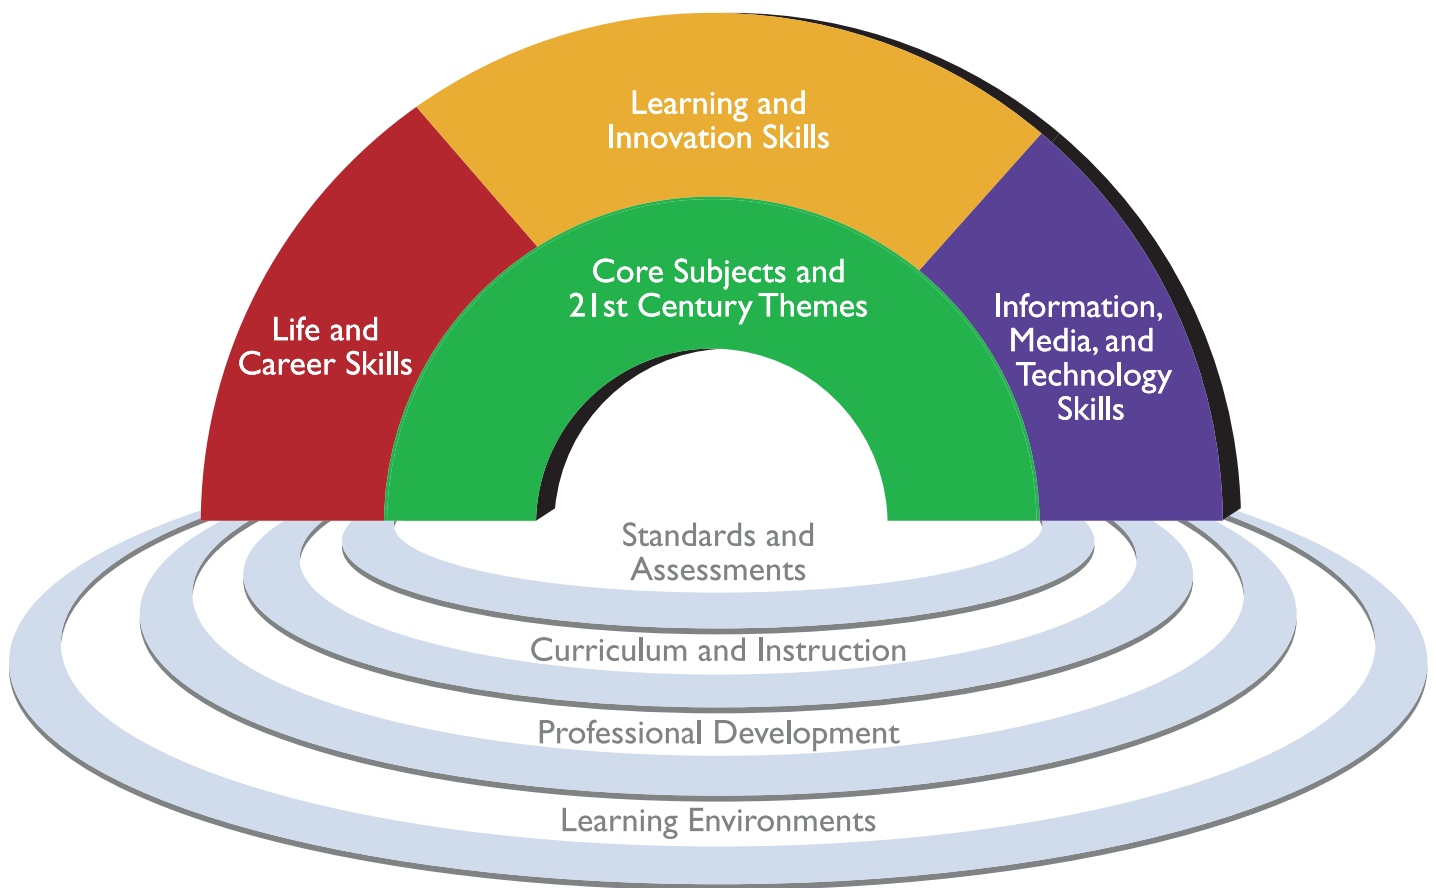 Learning and
Innovation Skills
Core Subjects and
21st Century Themes
Life and
Career Skills
Information,
Media, and
Technology
Skills
Standards and
Assessments
Curriculum and Instruction
Professional Development
Learning Environments